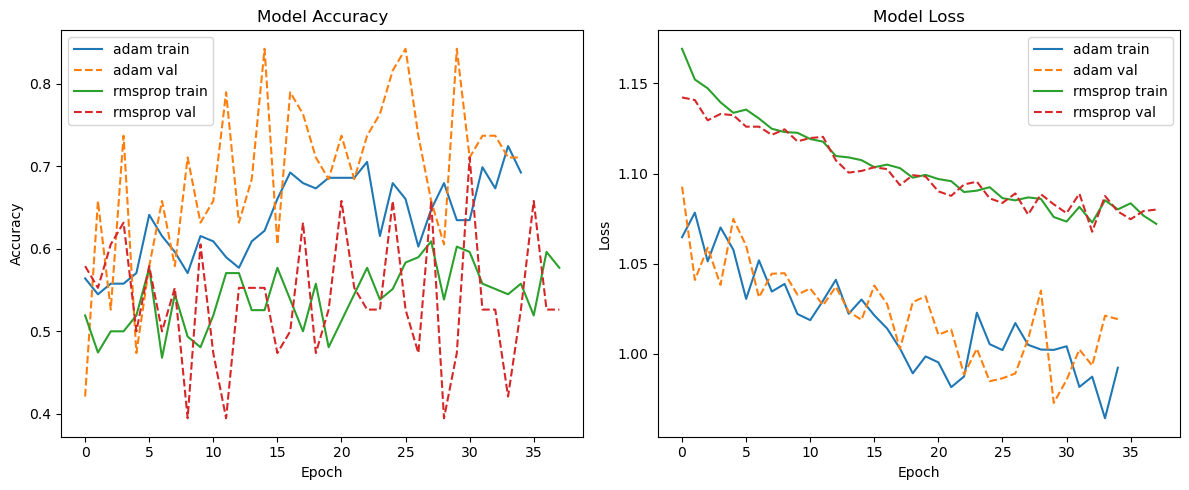 Model Accuracy
adam train
adam val
rmsprop train
rmsprop val
Accuracy
0.8
0.7
0.6
0.5
0.4
0 5 10 15 20 25 30 35
Epoch
Model Loss
adam train
adam val
rmsprop train
rmsprop val
Loss
1.15
1.10
1.05
1.00
0 5 10 15 20 25 30 35
Epoch